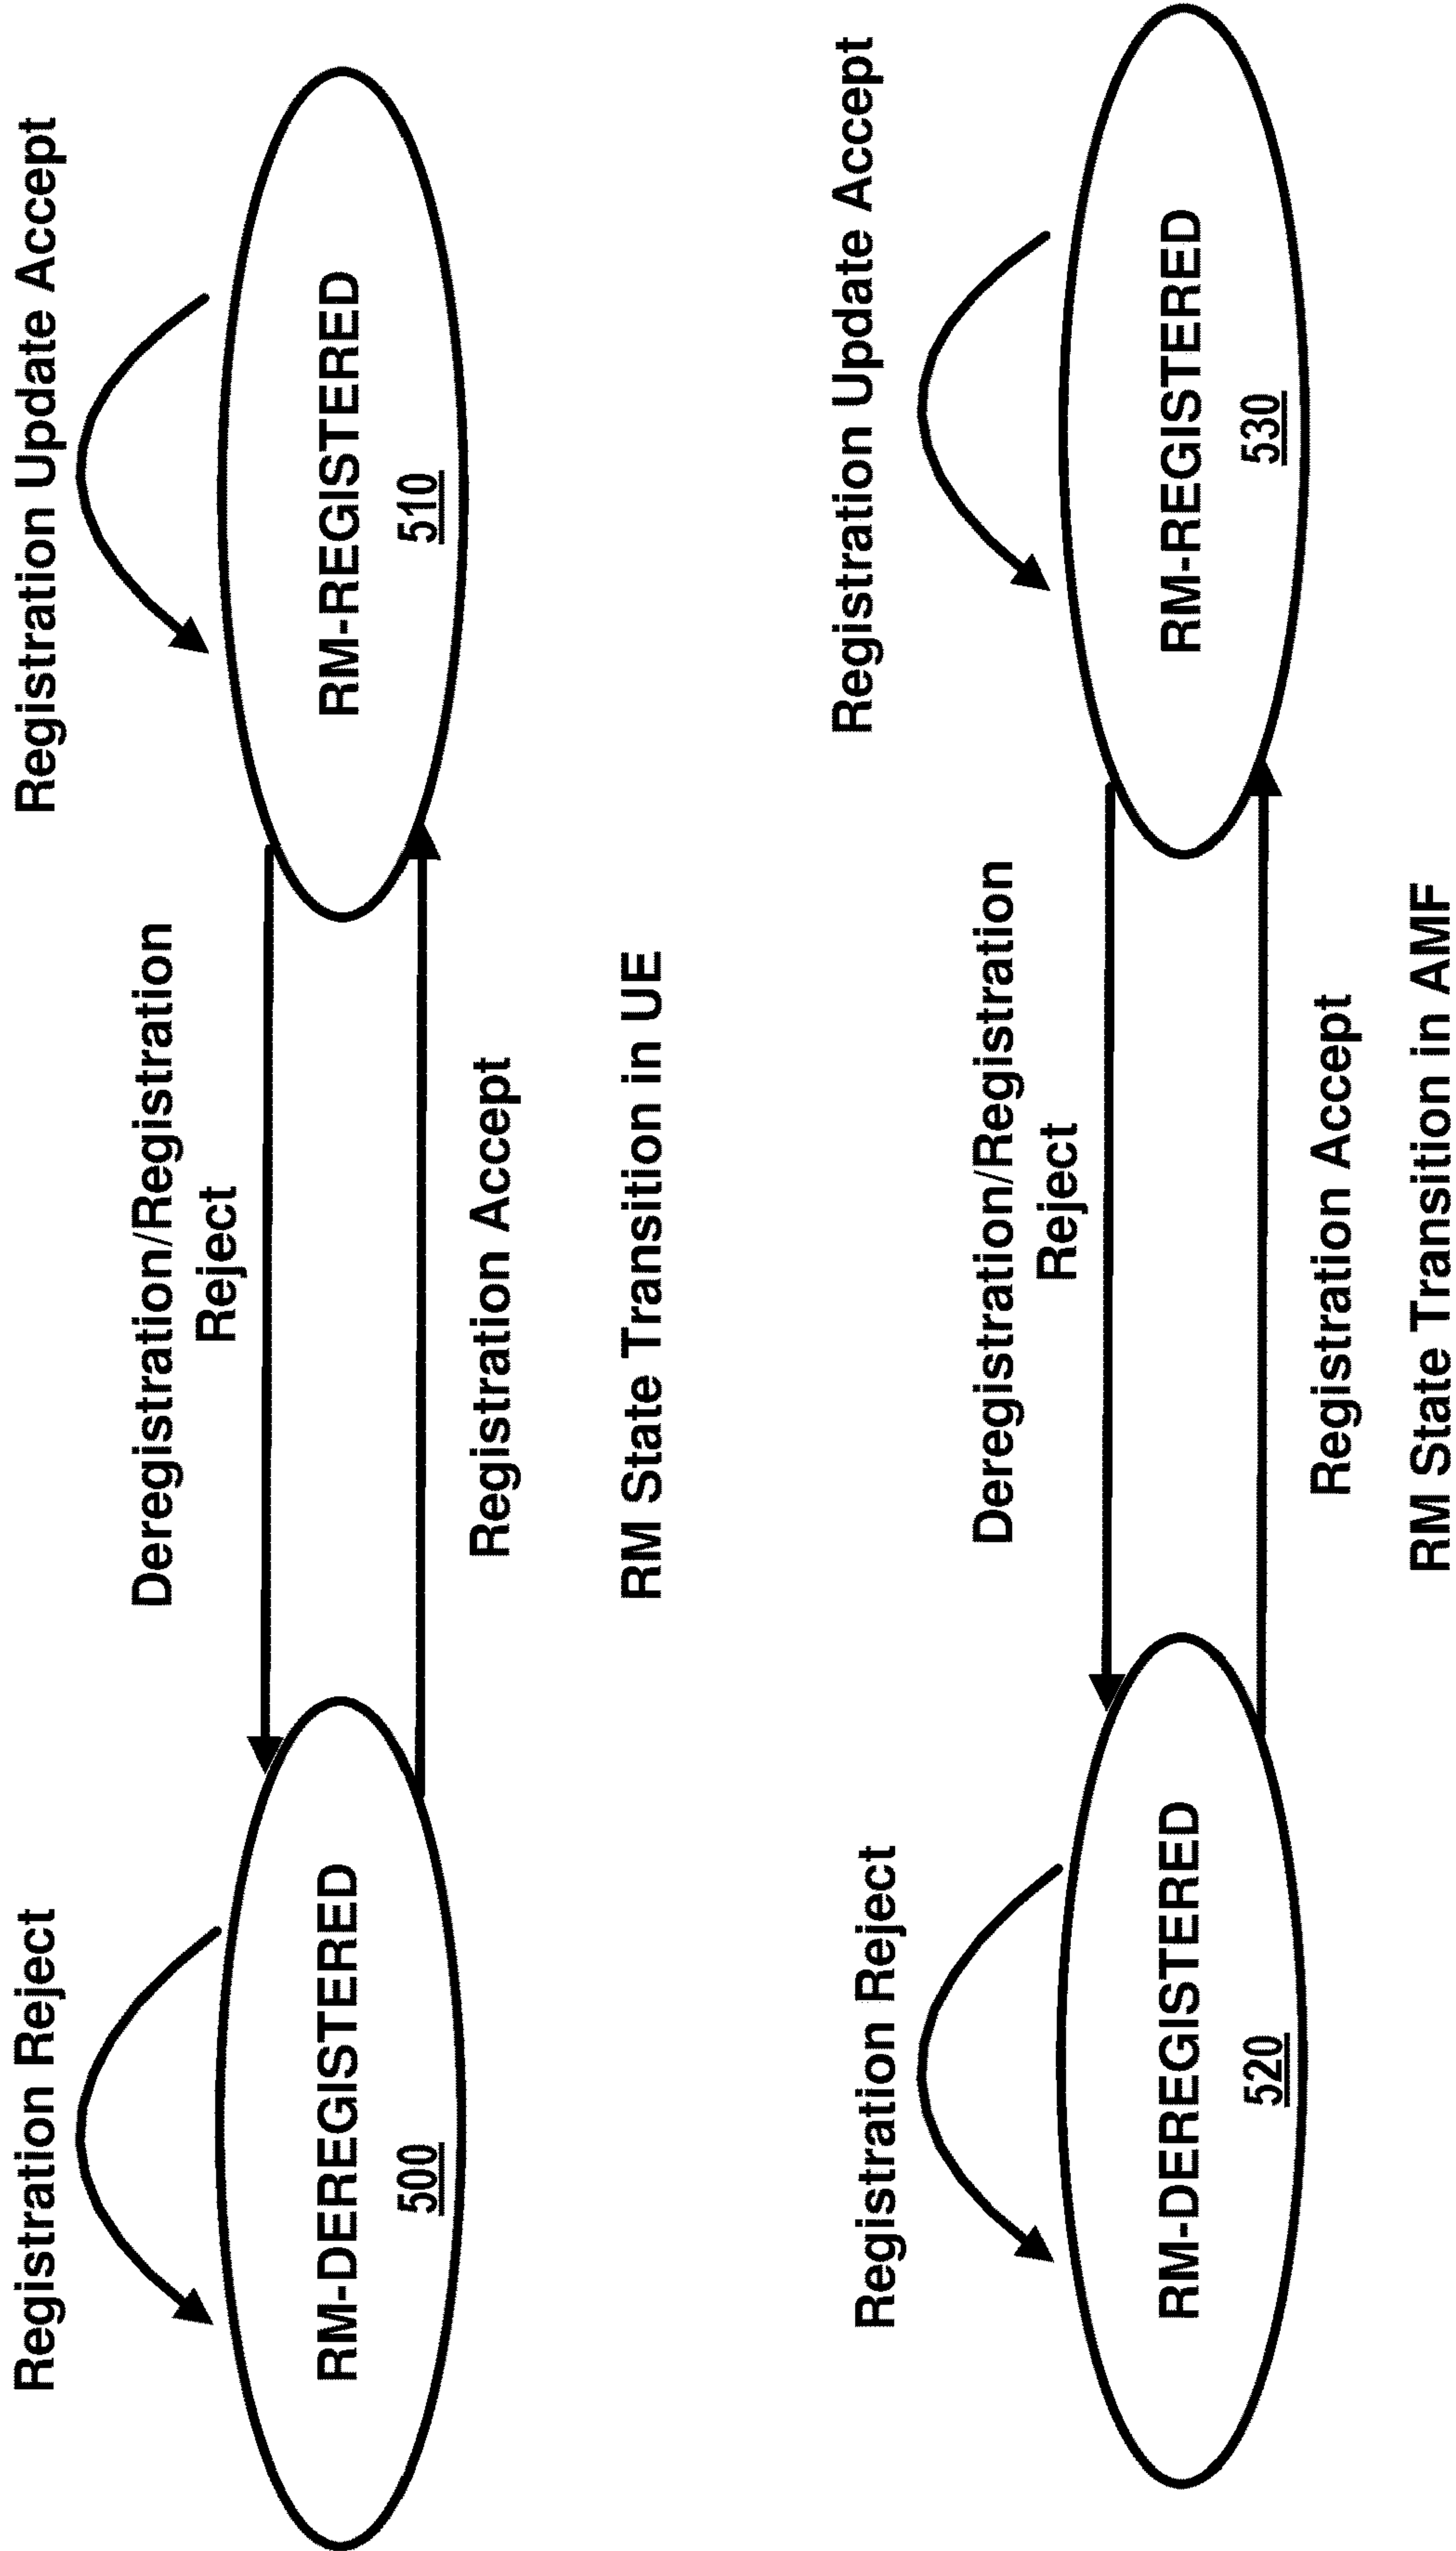 Registration Reject
Registration Update Accept
Deregistration/Registration
Reject
RM-DEREGISTERED
500
RM-REGISTERED
510
Registration Accept
RM State Transition in UE
Registration Reject
Registration Update Accept
Deregistration/Registration
Reject
RM-DEREGISTERED
520
RM-REGISTERED
530
Registration Accept
RM State Transition in AMF